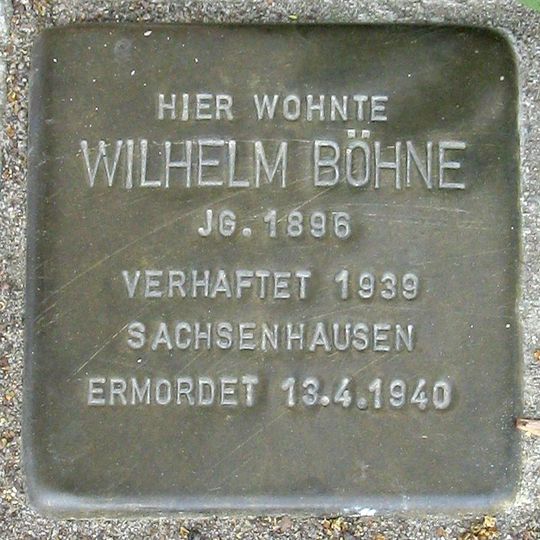 HIER WOHNTE
WILHELM BÖHNE
JG. 1896
VERHAFTET 1939
SACHSENHAUSEN
ERMORDET 13.4.1940